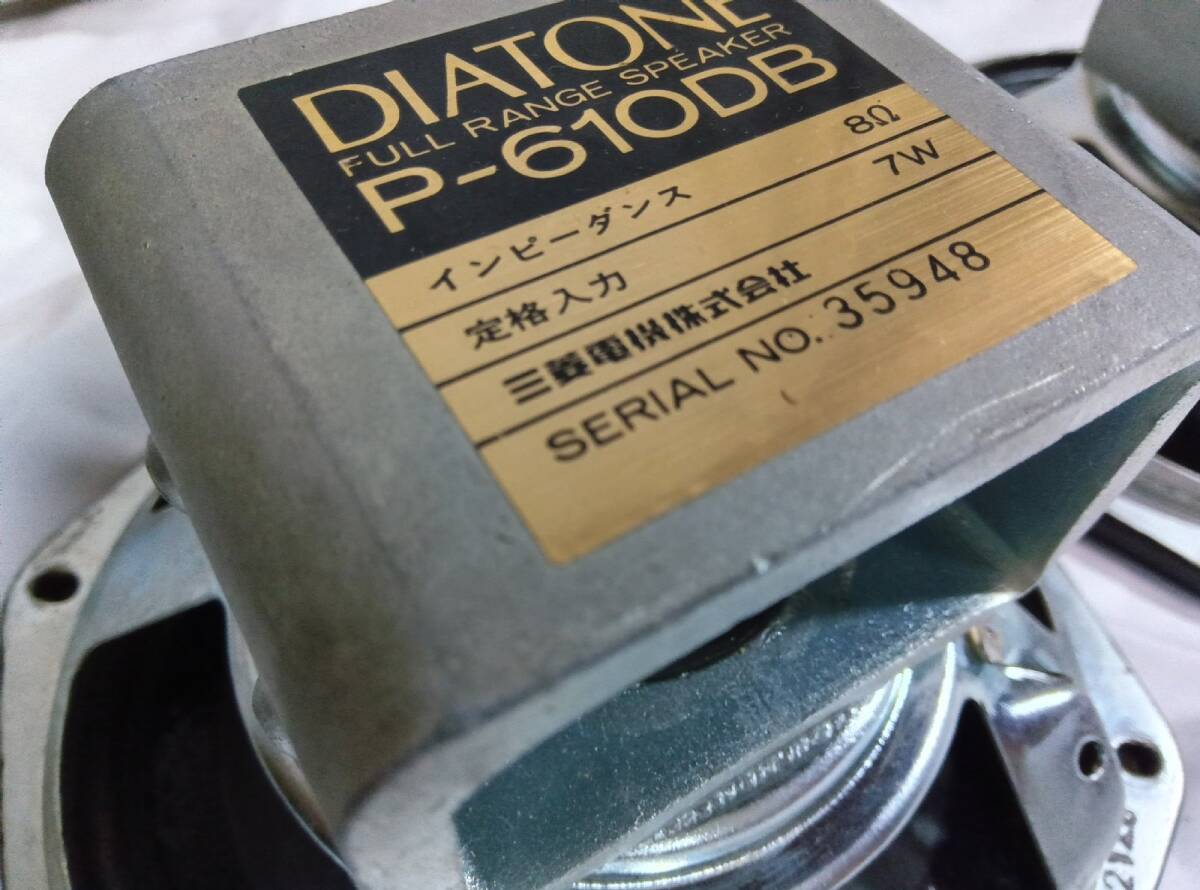 DIATONE
FULL RANGE SPEAKER
P-610DB
インピーダンス 8Ω
定格入力 7W
三菱電機株式会社
SERIAL NO. 35948